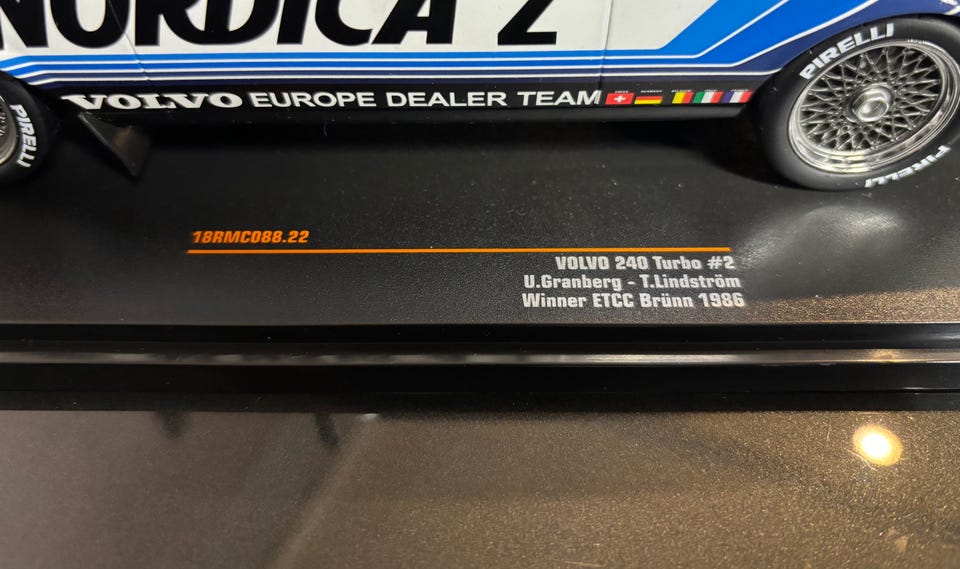 NORDICA 2
PIRELLI
VOLVO EUROPE DEALER TEAM
PIRELLI
PIRELLI
18RMC088.22
VOLVO 240 Turbo #2
U.Granberg - T.Lindström
Winner ETCC Brünn 1986